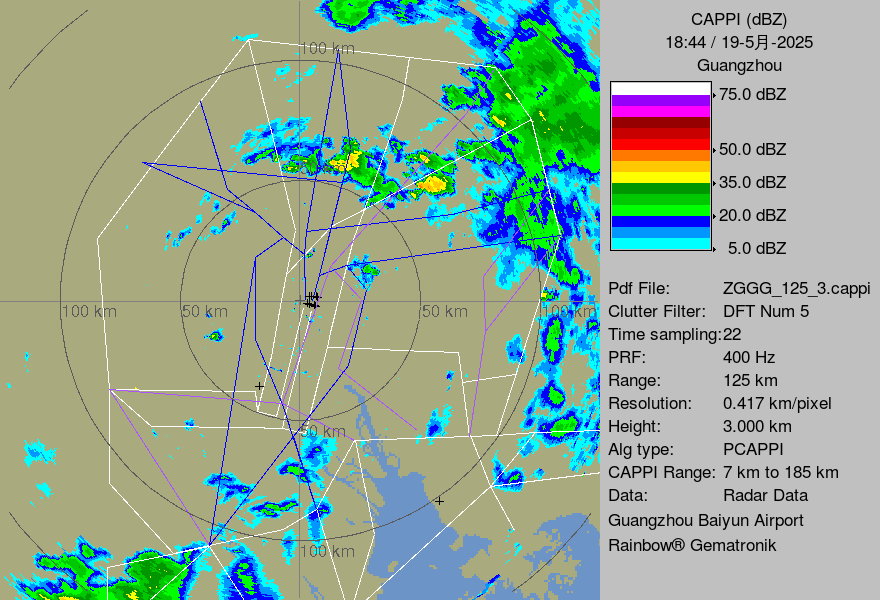 CAPPI (dBZ)
18:44 / 19-5月-2025
Guangzhou
75.0 dBZ
50.0 dBZ
35.0 dBZ
20.0 dBZ
5.0 dBZ
Pdf File: ZGGG_125_3.cappi
Clutter Filter: DFT Num 5
Time sampling:22
PRF: 400 Hz
Range: 125 km
Resolution: 0.417 km/pixel
Height: 3.000 km
Alg type: PCAPPI
CAPPI Range: 7 km to 185 km
Data: Radar Data
Guangzhou Baiyun Airport
Rainbow® Gematronik
100 km
100 km
50 km
50 km
100 km
50 km
100 km